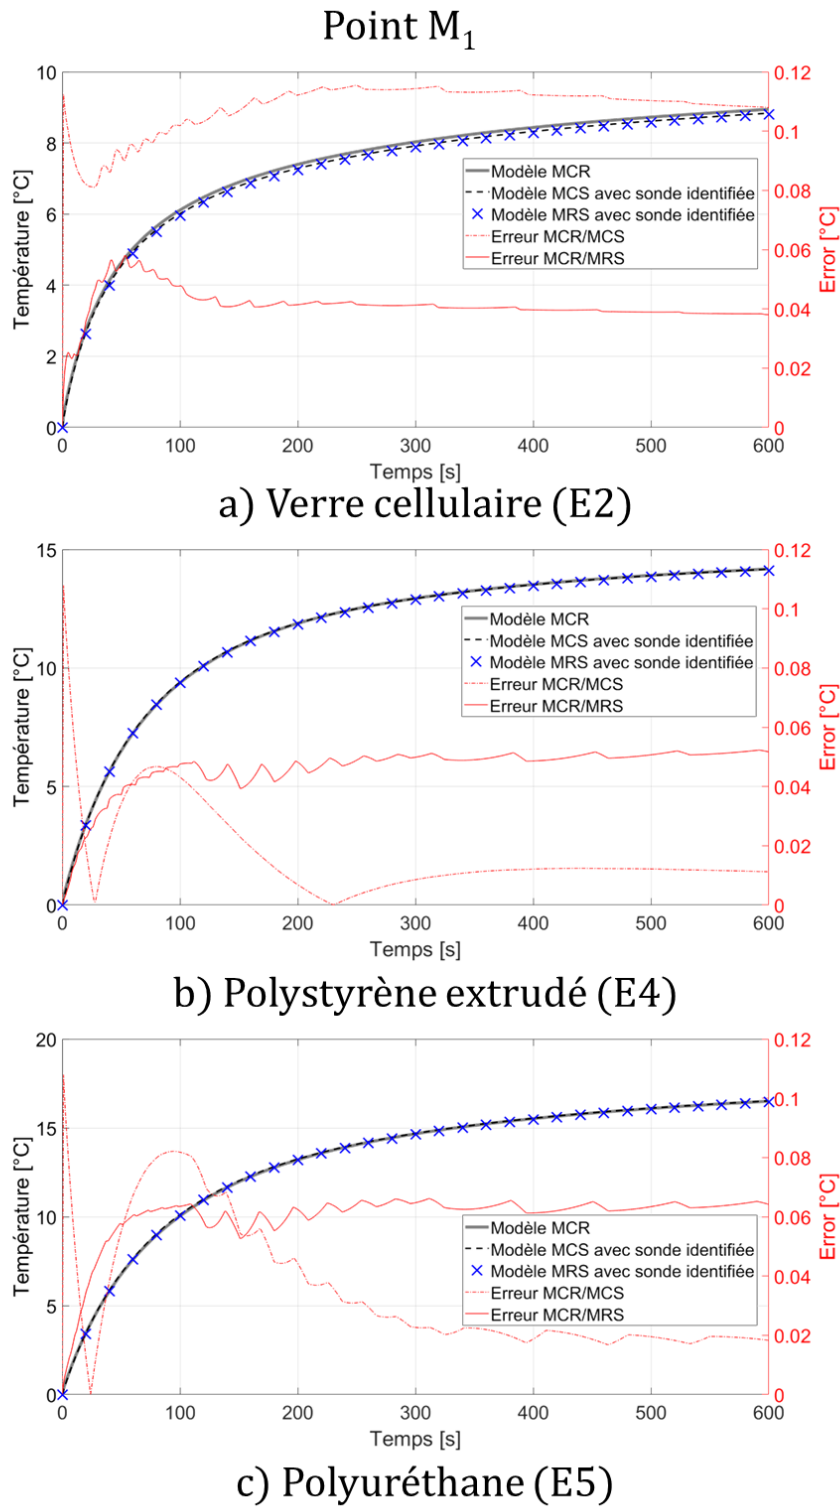 Point M₁
10
8
6
4
2
0
0.12
0.1
0.08
0.06
0.04
0.02
0
Température [°C]
Error [°C]
Modèle MCR
Modèle MCS avec sonde identifiée
Modèle MRS avec sonde identifiée
Erreur MCR/MCS
Erreur MCR/MRS
0 100 200 300 400 500 600
Temps [s]
a) Verre cellulaire (E2)
15
10
5
0
0.12
0.1
0.08
0.06
0.04
0.02
0
Température [°C]
Error [°C]
Modèle MCR
Modèle MCS avec sonde identifiée
Modèle MRS avec sonde identifiée
Erreur MCR/MCS
Erreur MCR/MRS
0 100 200 300 400 500 600
Temps [s]
b) Polystyrène extrudé (E4)
20
15
10
5
0
0.12
0.1
0.08
0.06
0.04
0.02
0
Température [°C]
Error [°C]
Modèle MCR
Modèle MCS avec sonde identifiée
Modèle MRS avec sonde identifiée
Erreur MCR/MCS
Erreur MCR/MRS
0 100 200 300 400 500 600
Temps [s]
c) Polyuréthane (E5)